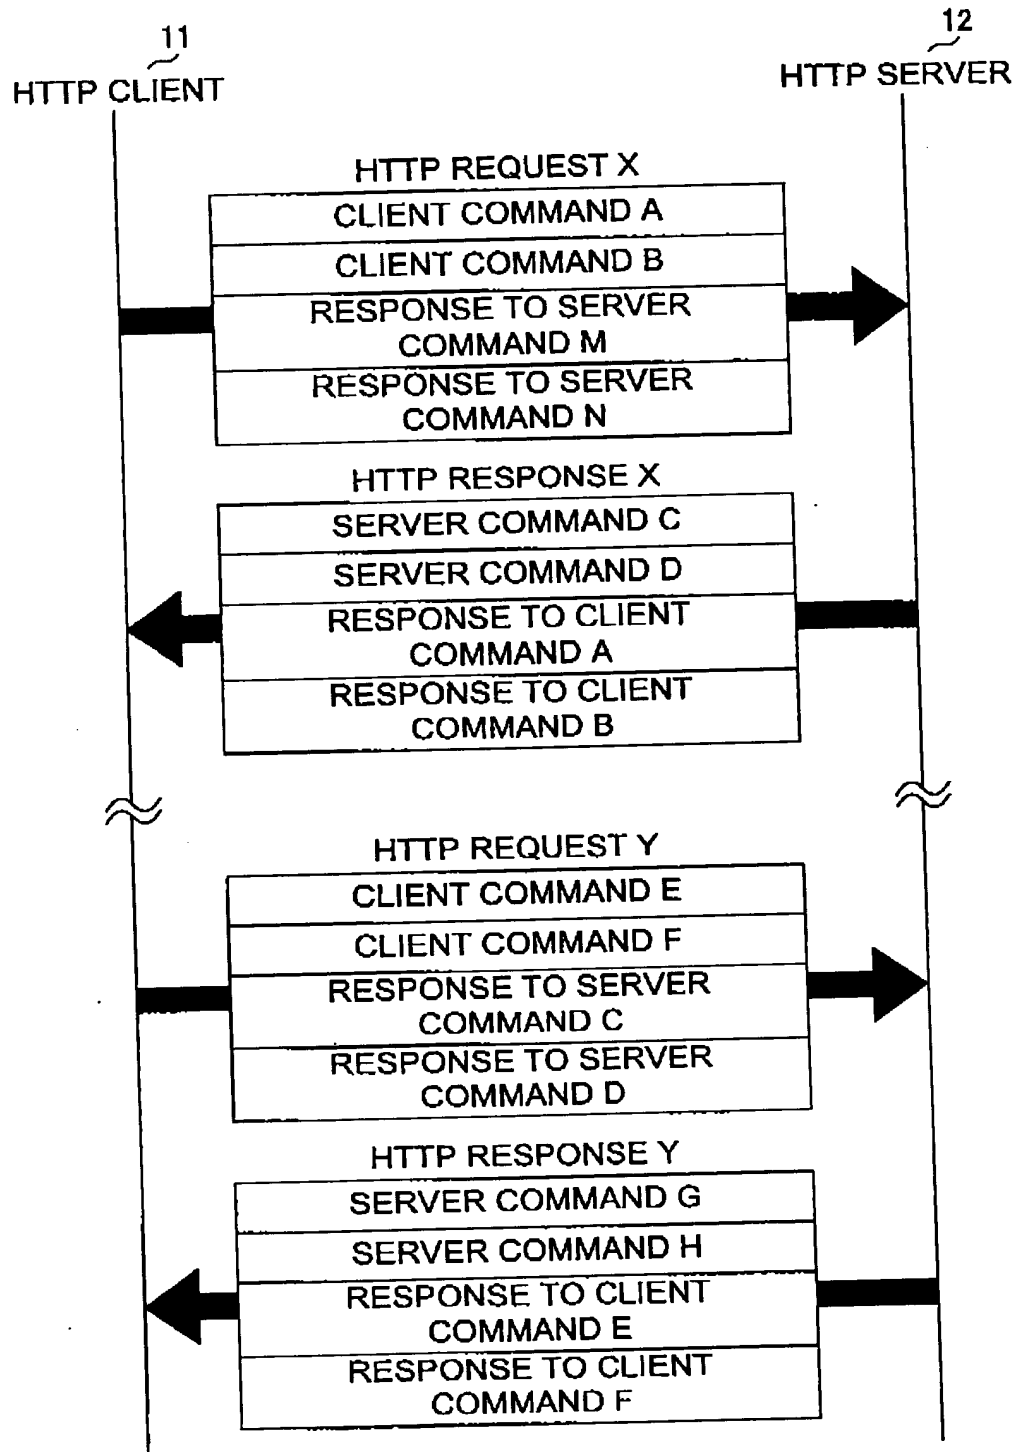 11
12
HTTP CLIENT
HTTP SERVER
HTTP REQUEST X
CLIENT COMMAND A
CLIENT COMMAND B
RESPONSE TO SERVER
COMMAND M
RESPONSE TO SERVER
COMMAND N
HTTP RESPONSE X
SERVER COMMAND C
SERVER COMMAND D
RESPONSE TO CLIENT
COMMAND A
RESPONSE TO CLIENT
COMMAND B
HTTP REQUEST Y
CLIENT COMMAND E
CLIENT COMMAND F
RESPONSE TO SERVER
COMMAND C
RESPONSE TO SERVER
COMMAND D
HTTP RESPONSE Y
SERVER COMMAND G
SERVER COMMAND H
RESPONSE TO CLIENT
COMMAND E
RESPONSE TO CLIENT
COMMAND F